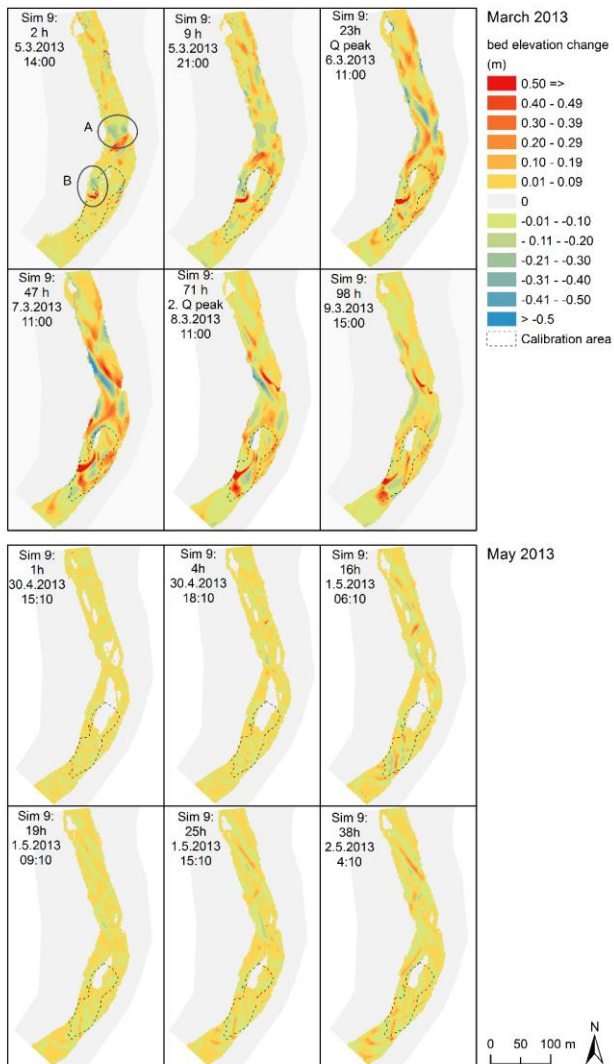 March 2013
Sim 9:
2 h
5.3.2013
14:00
A
B
Sim 9:
9 h
5.3.2013
21:00
Sim 9:
23h
Q peak
6.3.2013
11:00
bed elevation change
(m)
0.50 =>
0.40 - 0.49
0.30 - 0.39
0.20 - 0.29
0.10 - 0.19
0.01 - 0.09
0
-0.01 - -0.10
- 0.11 - -0.20
-0.21 - -0.30
-0.31 - -0.40
-0.41 - -0.50
> -0.5
Calibration area
Sim 9:
47 h
7.3.2013
11:00
Sim 9:
71 h
2. Q peak
8.3.2013
11:00
Sim 9:
98 h
9.3.2013
15:00
May 2013
Sim 9:
1h
30.4.2013
15:10
Sim 9:
4h
30.4.2013
18:10
Sim 9:
16h
1.5.2013
06:10
Sim 9:
19h
1.5.2013
09:10
Sim 9:
25h
1.5.2013
15:10
Sim 9:
38h
2.5.2013
4:10
N
0 50 100 m